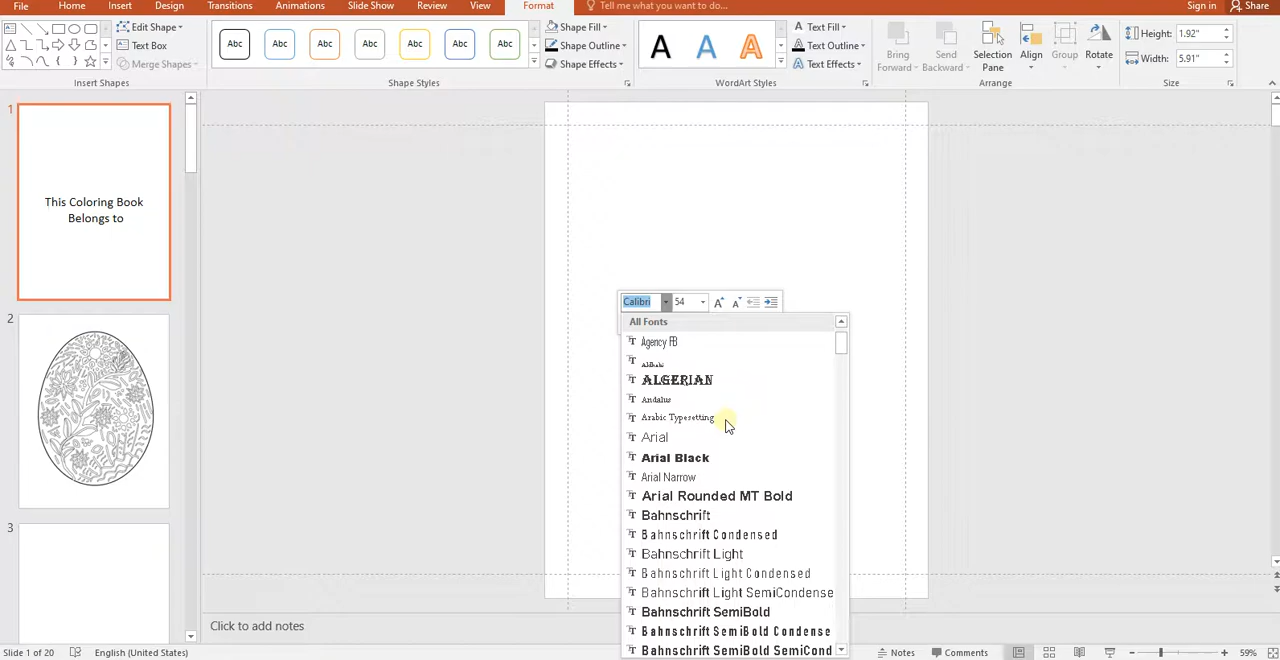 File Home Insert Design Transitions Animations Slide Show Review View Format Tell me what you want to do... Sign in Share
Edit Shape
Text Box
Merge Shapes
Insert Shapes
Abc Abc Abc Abc Abc Abc Abc
Shape Fill
Shape Outline
Shape Effects
Shape Styles
A A A
Text Fill
Text Outline
Text Effects
WordArt Styles
Bring Forward
Send Backward
Selection Pane
Align
Group
Rotate
Arrange
Height: 1.92"
Width: 5.91"
Size
1
This Coloring Book
Belongs to
2
3
Calibri 54
All Fonts
Agency FB
ALGERIAN
Andalus
Arabic Typesetting
Arial
Arial Black
Arial Narrow
Arial Rounded MT Bold
Bahnschrift
Bahnschrift Condensed
Bahnschrift Light
Bahnschrift Light Condensed
Bahnschrift Light SemiCondense
Bahnschrift SemiBold
Bahnschrift SemiBold Condense
Bahnschrift SemiBold SemiCond
Click to add notes
Slide 1 of 20 English (United States) Notes Comments 59%